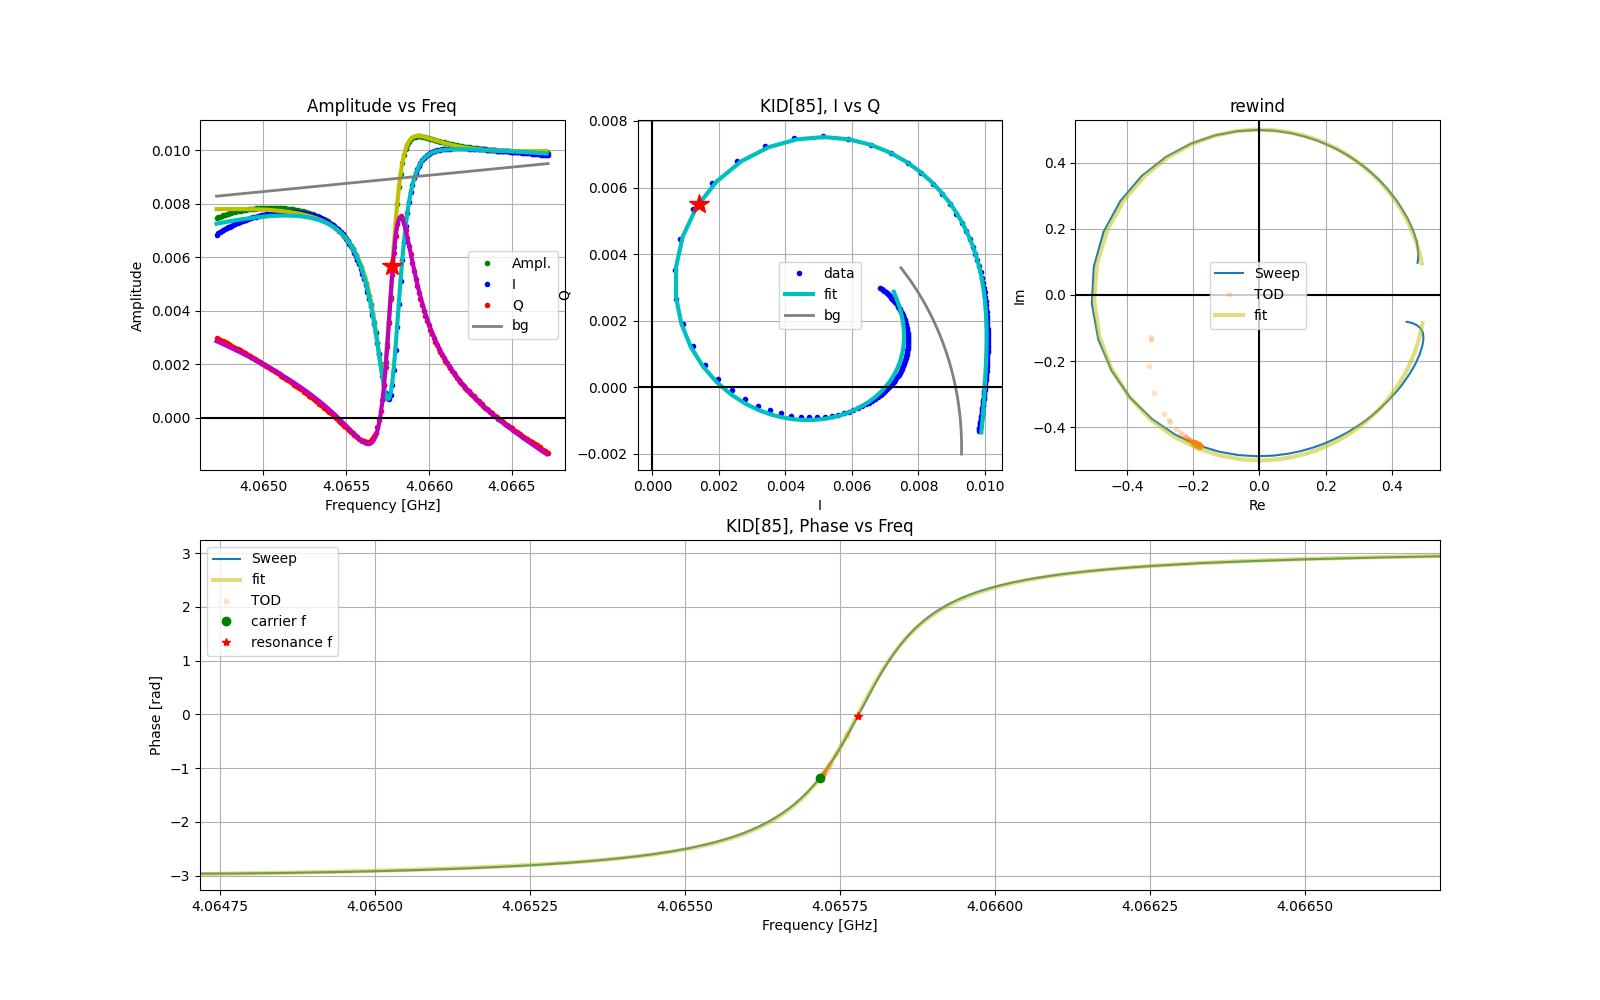 Amplitude vs Freq
0.010
0.008
0.006
0.004
0.002
0.000
Amplitude
Ampl.
I
Q
bg
4.0650
4.0655
4.0660
4.0665
Frequency [GHz]
KID[85], I vs Q
0.008
0.006
0.004
0.002
0.000
−0.002
Q
data
fit
bg
0.000
0.002
0.004
0.006
0.008
0.010
I
rewind
0.4
0.2
0.0
−0.2
−0.4
Im
Sweep
TOD
fit
−0.4
−0.2
0.0
0.2
0.4
Re
KID[85], Phase vs Freq
3
2
1
0
−1
−2
−3
Phase [rad]
Sweep
fit
TOD
carrier f
resonance f
4.06475
4.06500
4.06525
4.06550
4.06575
4.06600
4.06625
4.06650
Frequency [GHz]